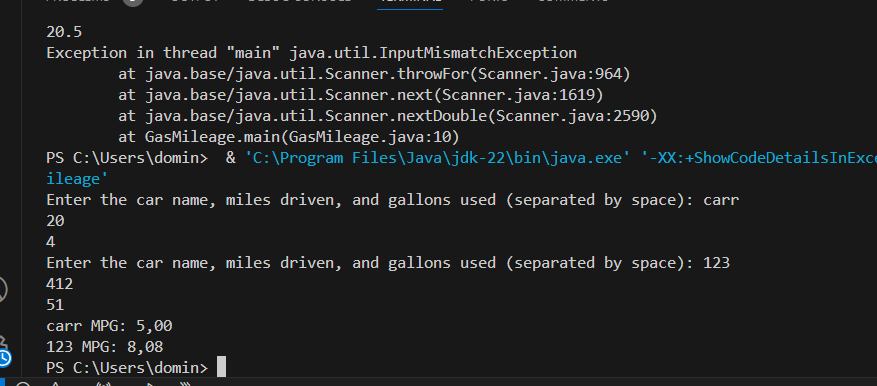 20.5
Exception in thread "main" java.util.InputMismatchException
at java.base/java.util.Scanner.throwFor(Scanner.java:964)
at java.base/java.util.Scanner.next(Scanner.java:1619)
at java.base/java.util.Scanner.nextDouble(Scanner.java:2590)
at GasMileage.main(GasMileage.java:10)
PS C:\Users\domin>  & 'C:\Program Files\Java\jdk-22\bin\java.exe' '-XX:+ShowCodeDetailsInExce
ileage'
Enter the car name, miles driven, and gallons used (separated by space): carr
20
4
Enter the car name, miles driven, and gallons used (separated by space): 123
412
51
carr MPG: 5,00
123 MPG: 8,08
PS C:\Users\domin>